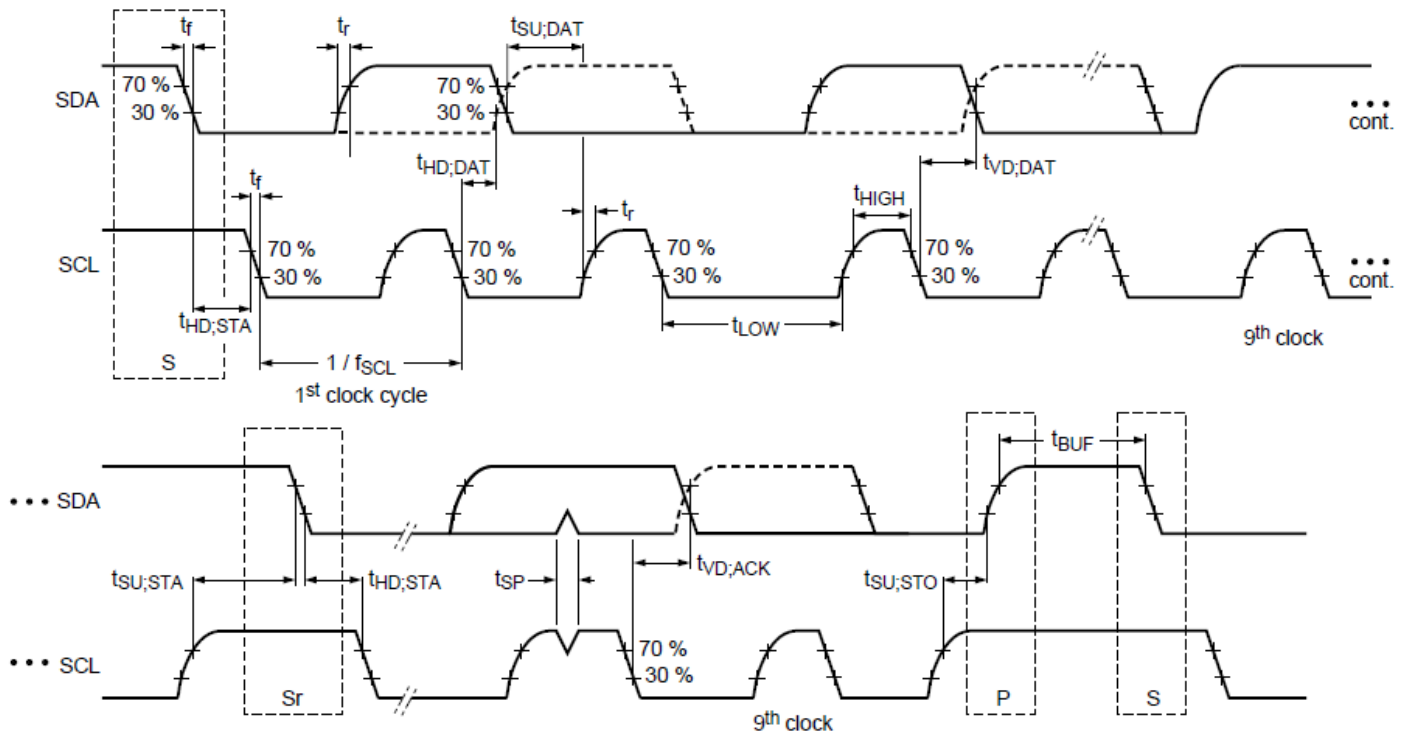 tf tr tSU;DAT
70 % 70 %
SDA
30 % 30 %
••• cont.
tHD;DAT tVD;DAT
tf tHIGH
tr
70 % 70 % 70 % 70 %
SCL
30 % 30 % 30 % 30 %
••• cont.
tHD;STA tLOW
9th clock
S 1 / fSCL
1st clock cycle
tBUF
••• SDA
tSU;STA tHD;STA tSP tVD;ACK tSU;STO
70 %
••• SCL
30 %
Sr P S
9th clock